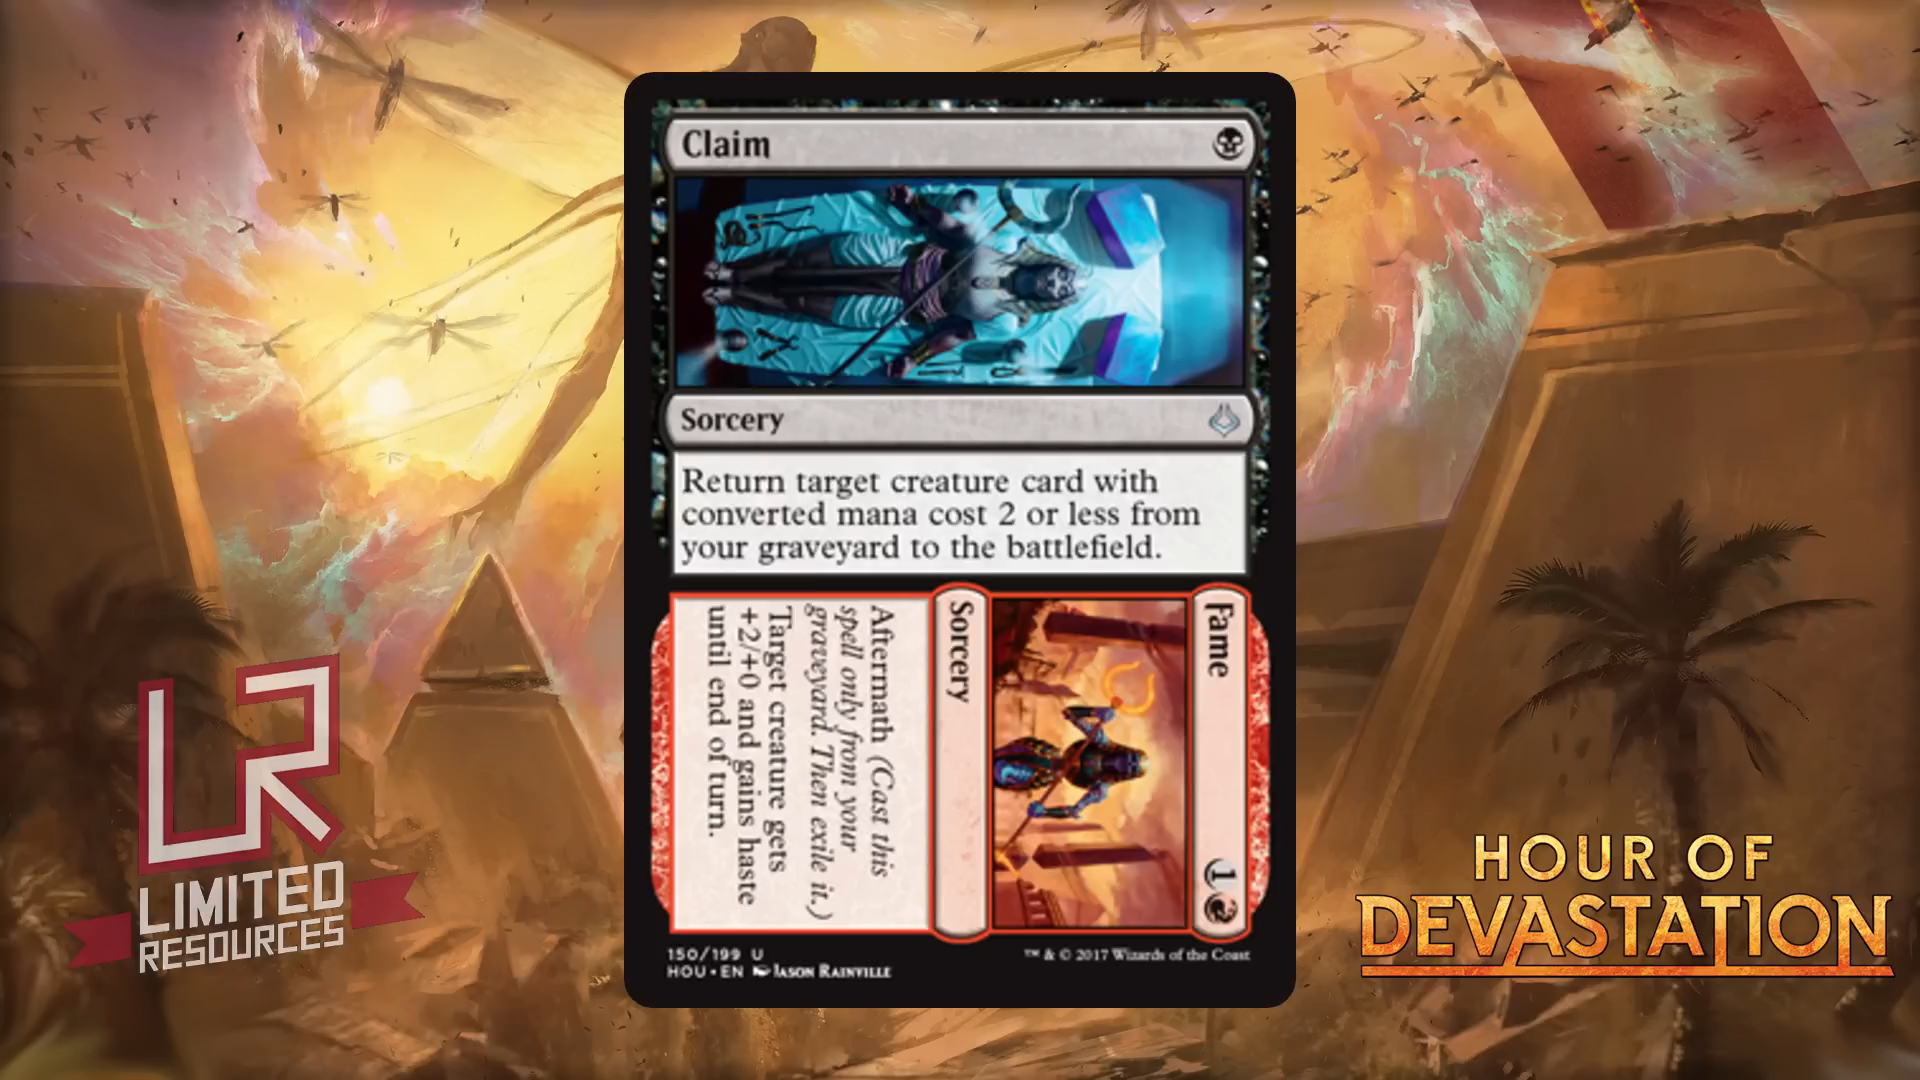 Claim
Sorcery
Return target creature card with
converted mana cost 2 or less from
your graveyard to the battlefield.
Fame
1
Sorcery
Aftermath (Cast this
spell only from your
graveyard. Then exile it.)
Target creature gets
+2/+0 and gains haste
until end of turn.
150/199 U
HOU • EN Jason Rainville
™ & © 2017 Wizards of the Coast
LR
LIMITED
RESOURCES
HOUR OF
DEVASTATION